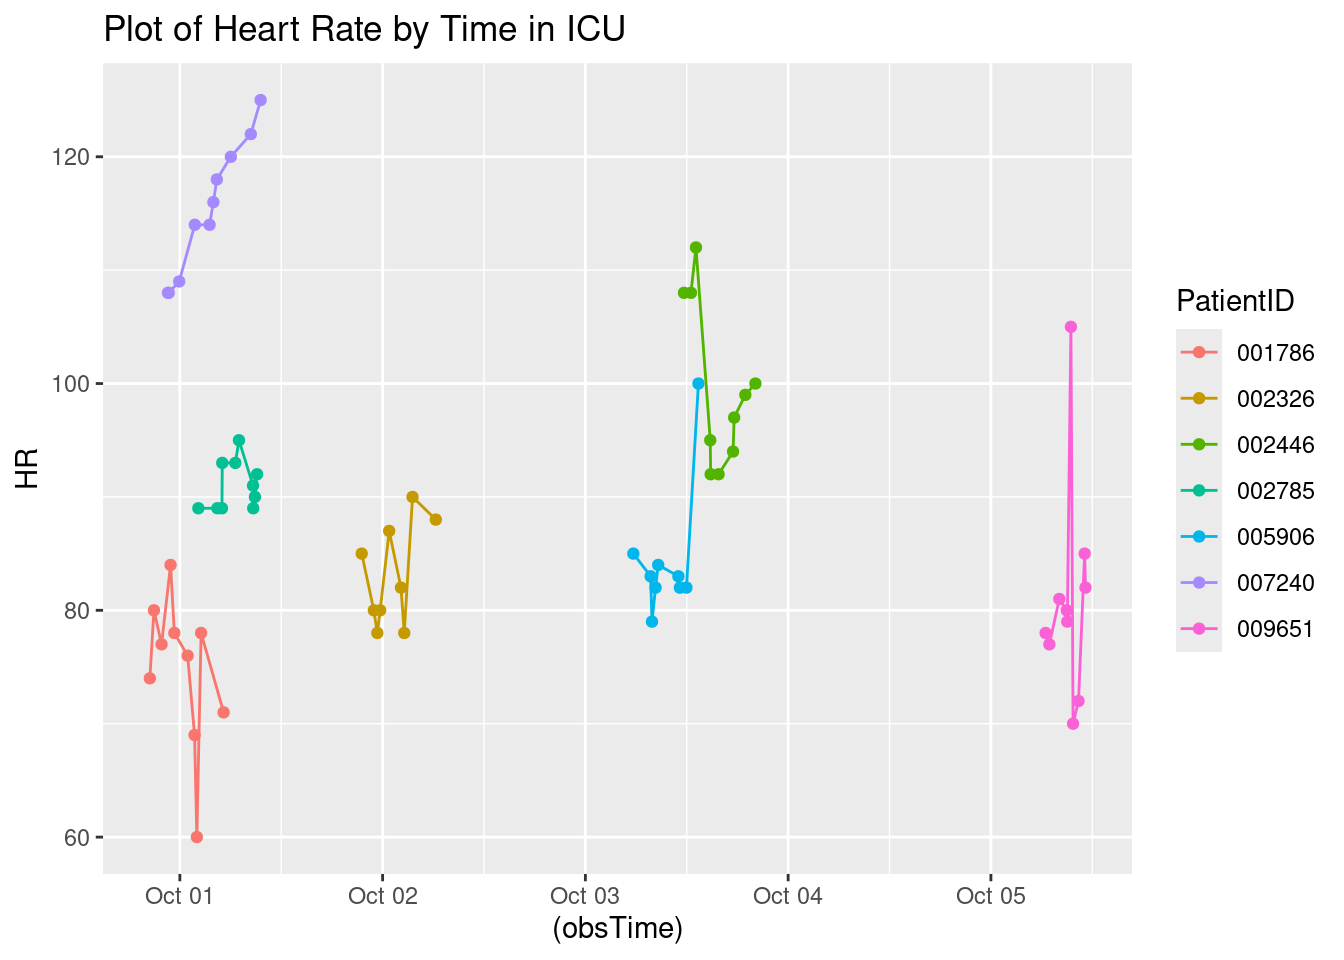 Plot of Heart Rate by Time in ICU
HR
120
100
80
60
Oct 01
Oct 02
Oct 03
Oct 04
Oct 05
(obsTime)
PatientID
001786
002326
002446
002785
005906
007240
009651